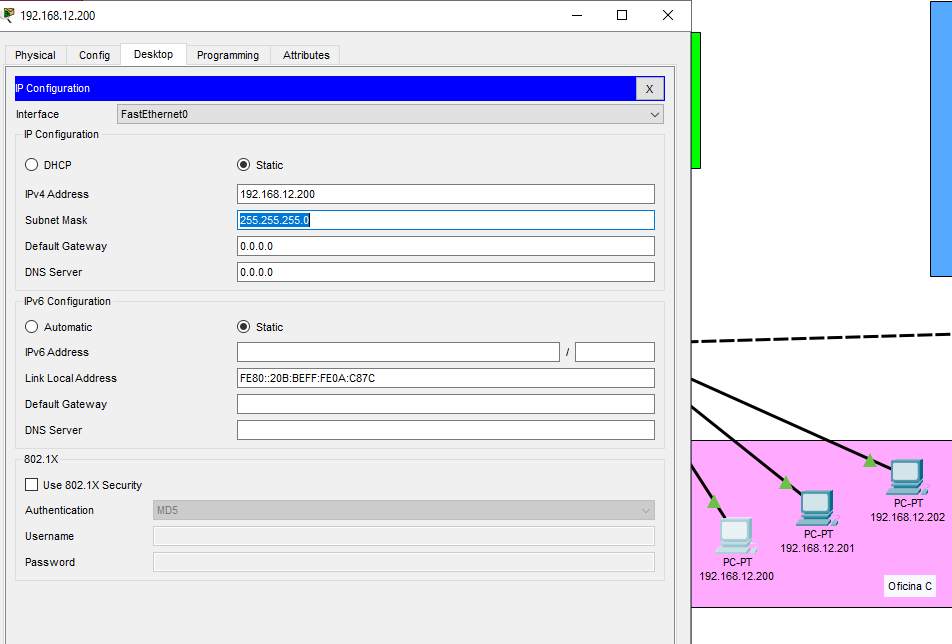 192.168.12.200
Physical Config Desktop Programming Attributes
IP Configuration X
Interface FastEthernet0
IP Configuration
DHCP Static
IPv4 Address 192.168.12.200
Subnet Mask 255.255.255.0
Default Gateway 0.0.0.0
DNS Server 0.0.0.0
IPv6 Configuration
Automatic Static
IPv6 Address /
Link Local Address FE80::20B:BEFF:FE0A:C87C
Default Gateway
DNS Server
802.1X
Use 802.1X Security
Authentication MD5
Username
Password
PC-PT
192.168.12.202
PC-PT
192.168.12.201
PC-PT
192.168.12.200
Oficina C